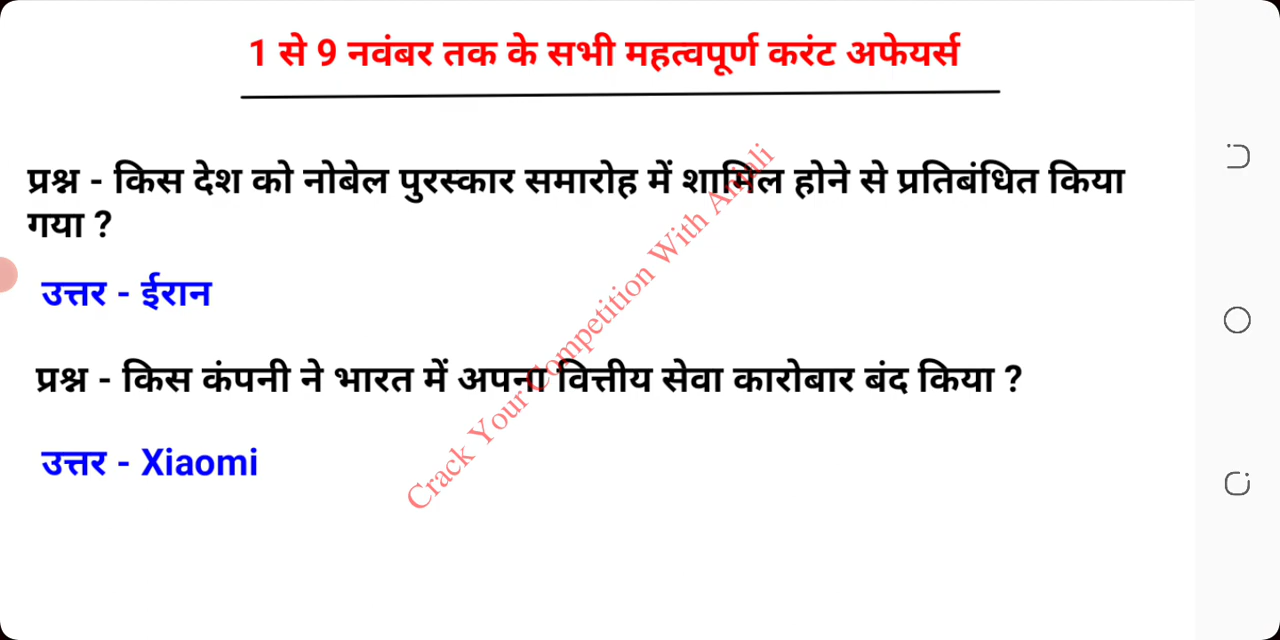 1 से 9 नवंबर तक के सभी महत्वपूर्ण करंट अफेयर्स
प्रश्न - किस देश को नोबेल पुरस्कार समारोह में शामिल होने से प्रतिबंधित किया
गया ?
उत्तर - ईरान
प्रश्न - किस कंपनी ने भारत में अपना वित्तीय सेवा कारोबार बंद किया ?
उत्तर - Xiaomi
Crack Your Competition With Anjali